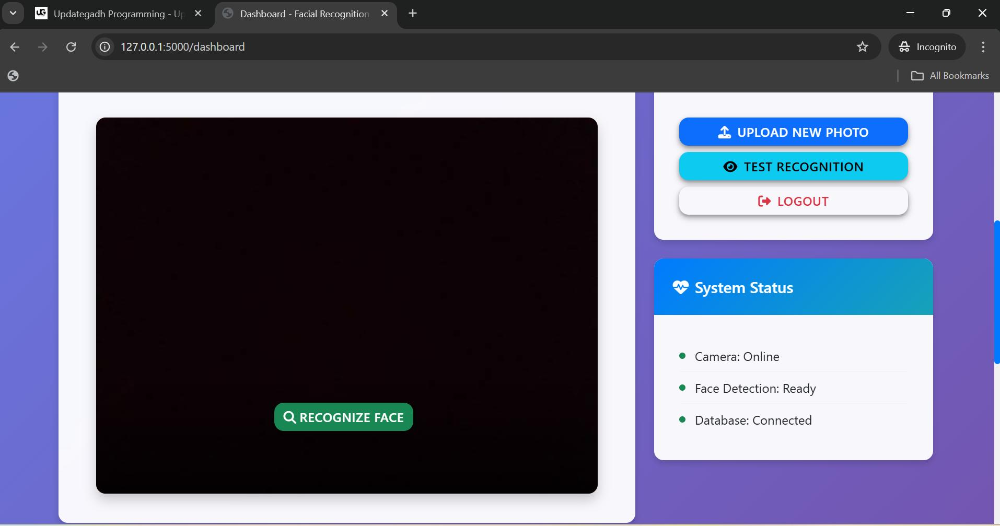 UG
Updategadh Programming - Up
Dashboard - Facial Recognition
127.0.0.1:5000/dashboard
Incognito
All Bookmarks
UPLOAD NEW PHOTO
TEST RECOGNITION
LOGOUT
System Status
Camera: Online
Face Detection: Ready
Database: Connected
RECOGNIZE FACE